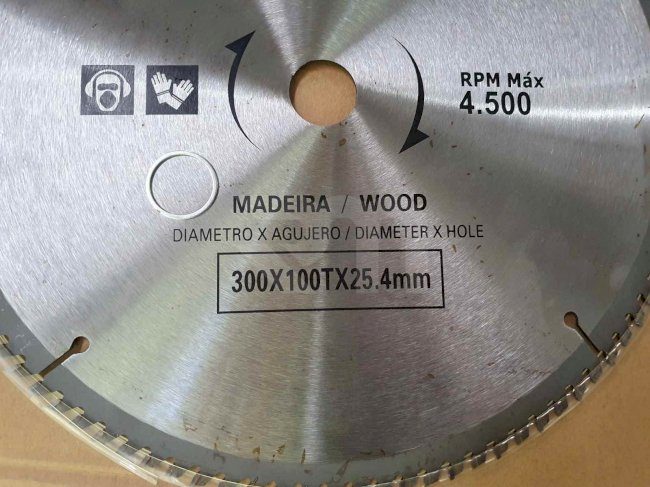 RPM Máx
4.500
MADEIRA / WOOD
DIAMETRO X AGUJERO / DIAMETER X HOLE
300X100TX25.4mm